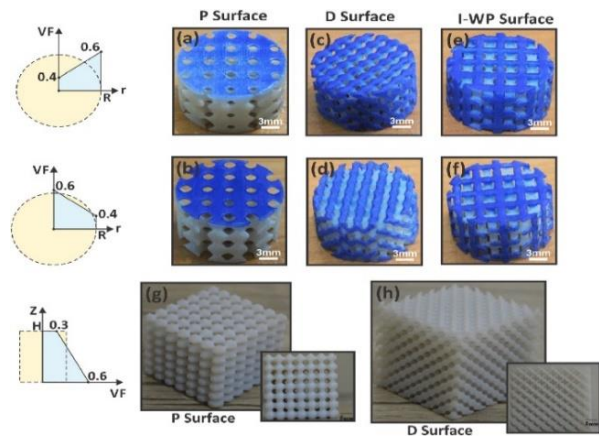 P Surface
D Surface
I-WP Surface
VF
0.6
0.4
R
r
(a)
3mm
(c)
3mm
(e)
3mm
VF
0.6
0.4
R
r
(b)
3mm
(d)
3mm
(f)
3mm
Z
H
0.3
0.6
VF
(g)
P Surface
(h)
D Surface